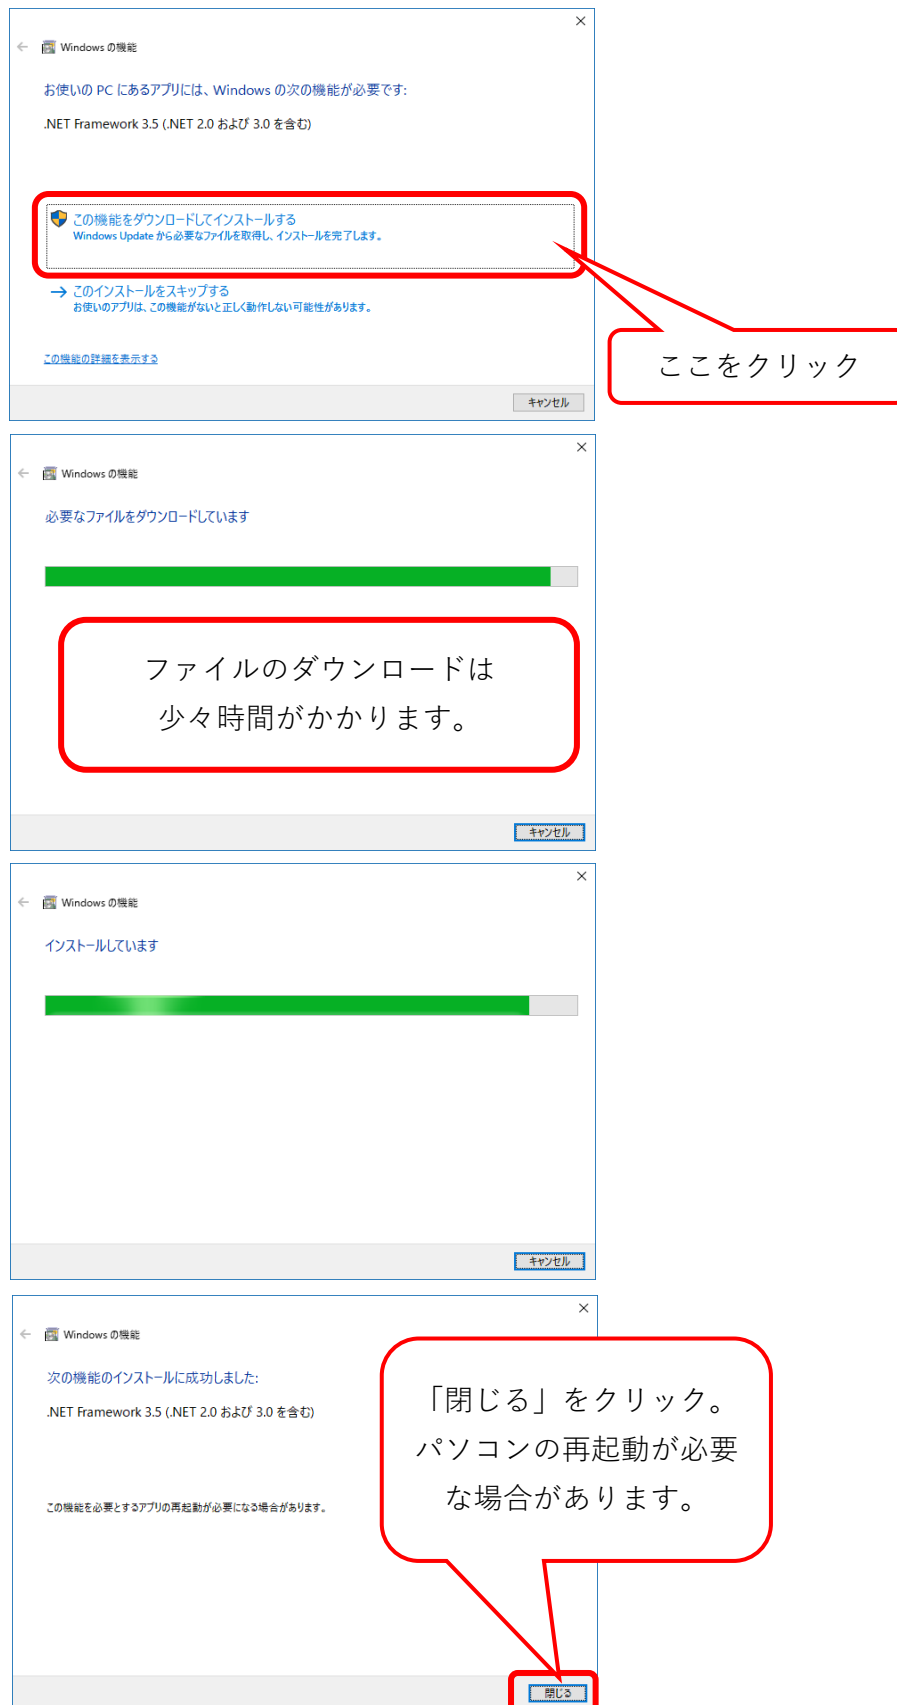 Windows の機能
お使いの PC にあるアプリには、Windows の次の機能が必要です:
.NET Framework 3.5 (.NET 2.0 および 3.0 を含む)
この機能をダウンロードしてインストールする
Windows Update から必要なファイルを取得し、インストールを完了します。
このインストールをスキップする
お使いのアプリは、この機能がないと正しく動作しない可能性があります。
ここをクリック
この機能の詳細を表示する
キャンセル
Windows の機能
必要なファイルをダウンロードしています
ファイルのダウンロードは
少々時間がかかります。
キャンセル
Windows の機能
インストールしています
キャンセル
Windows の機能
次の機能のインストールに成功しました:
.NET Framework 3.5 (.NET 2.0 および 3.0 を含む)
この機能を必要とするアプリの再起動が必要になる場合があります。
「閉じる」をクリック。
パソコンの再起動が必要
な場合があります。
閉じる